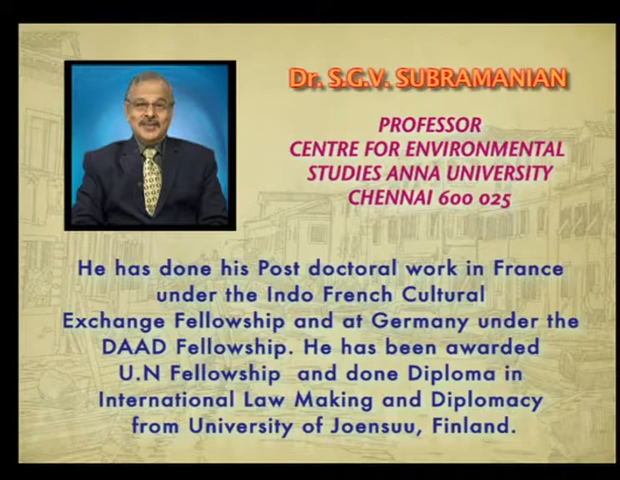 Dr. S.G.V. SUBRAMANIAN
PROFESSOR
CENTRE FOR ENVIRONMENTAL
STUDIES ANNA UNIVERSITY
CHENNAI 600 025
He has done his Post doctoral work in France
under the Indo French Cultural
Exchange Fellowship and at Germany under the
DAAD Fellowship. He has been awarded
U.N Fellowship and done Diploma in
International Law Making and Diplomacy
from University of Joensuu, Finland.